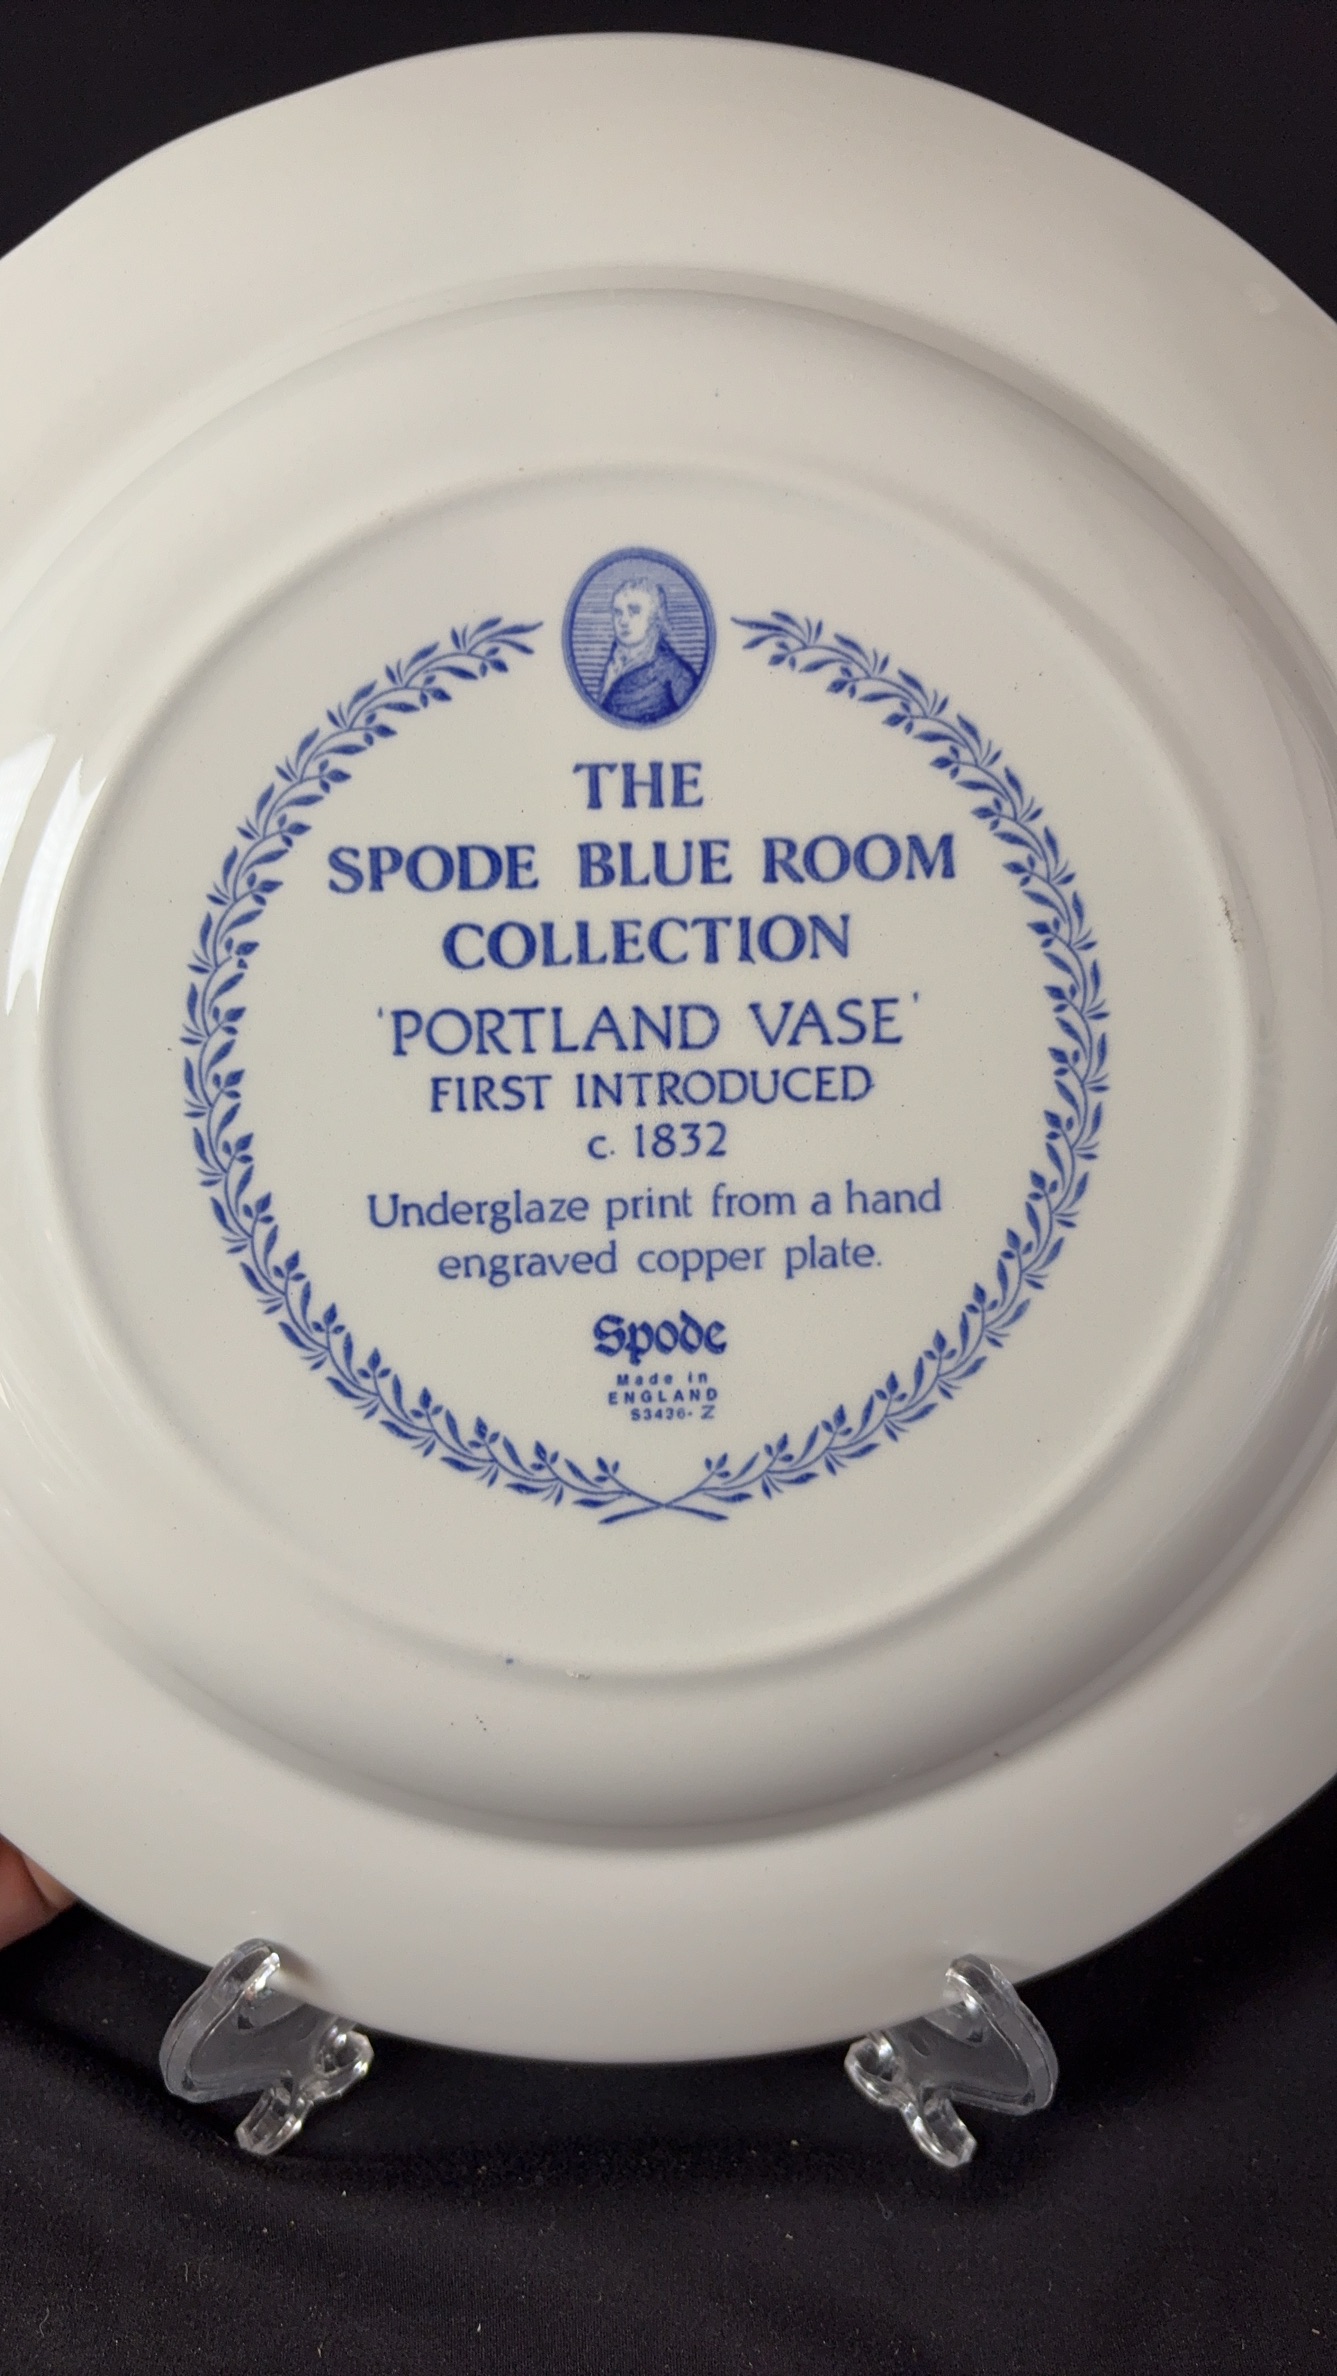 THE
SPODE BLUE ROOM
COLLECTION
'PORTLAND VASE'
FIRST INTRODUCED
c. 1832
Underglaze print from a hand
engraved copper plate.
Spode
Made in
ENGLAND
S3436-Z